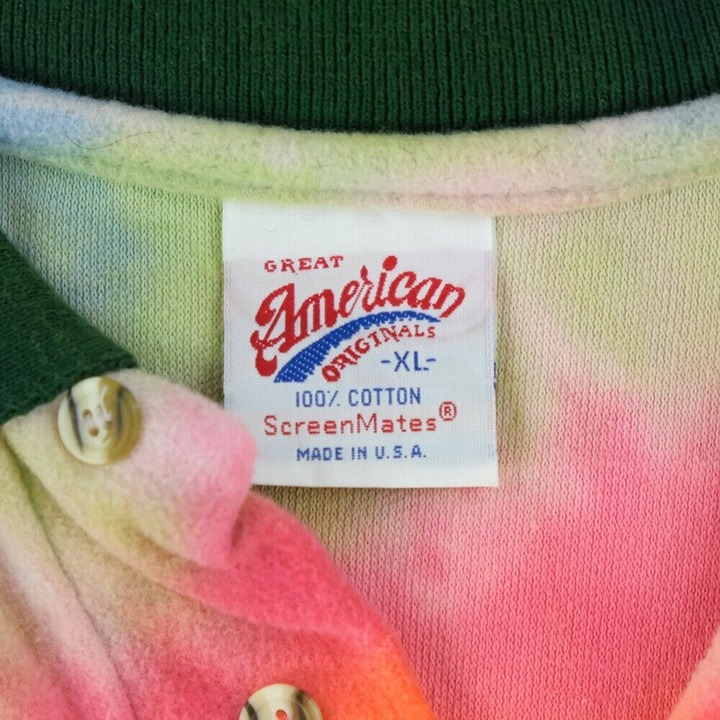 GREAT
American
ORIGINALS
-XL-
100% COTTON
ScreenMates®
MADE IN U.S.A.